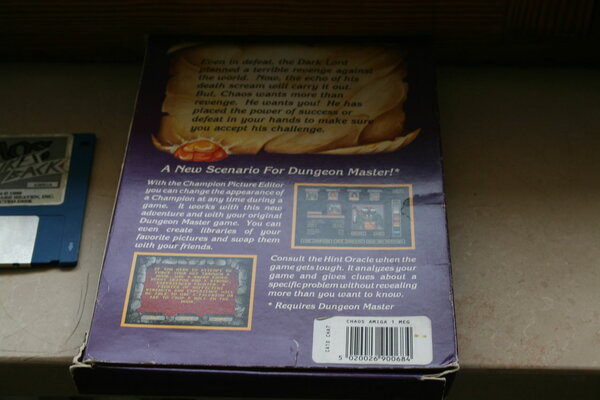 Even in defeat, the Dark Lord
planned a terrible revenge against
the world. Now, the echo of his
death scream will carry it out.
But, Chaos wants more than
revenge. He wants you! He has
placed the power of success or
defeat in your hands to make sure
you accept his challenge.
A New Scenario For Dungeon Master!*
With the Champion Picture Editor
you can change the appearance of
a Champion at any time during a
game. It works with this new
adventure and with your original
Dungeon Master game. You can
even create libraries of your
favorite pictures and swap them
with your friends.
Consult the Hint Oracle when the
game gets tough. It analyzes your
game and gives clues about a
specific problem without revealing
more than you want to know.
* Requires Dungeon Master
CHAOS AMIGA 1 MEG
5 020026 900684